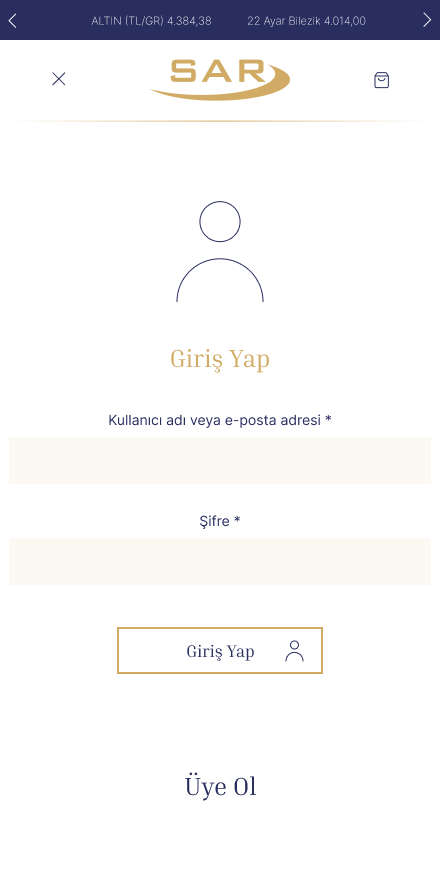 ALTIN (TL/GR) 4.384,38 22 Ayar Bilezik 4.014,00
SAR
Giriş Yap
Kullanıcı adı veya e-posta adresi *
Şifre *
Giriş Yap
Üye Ol